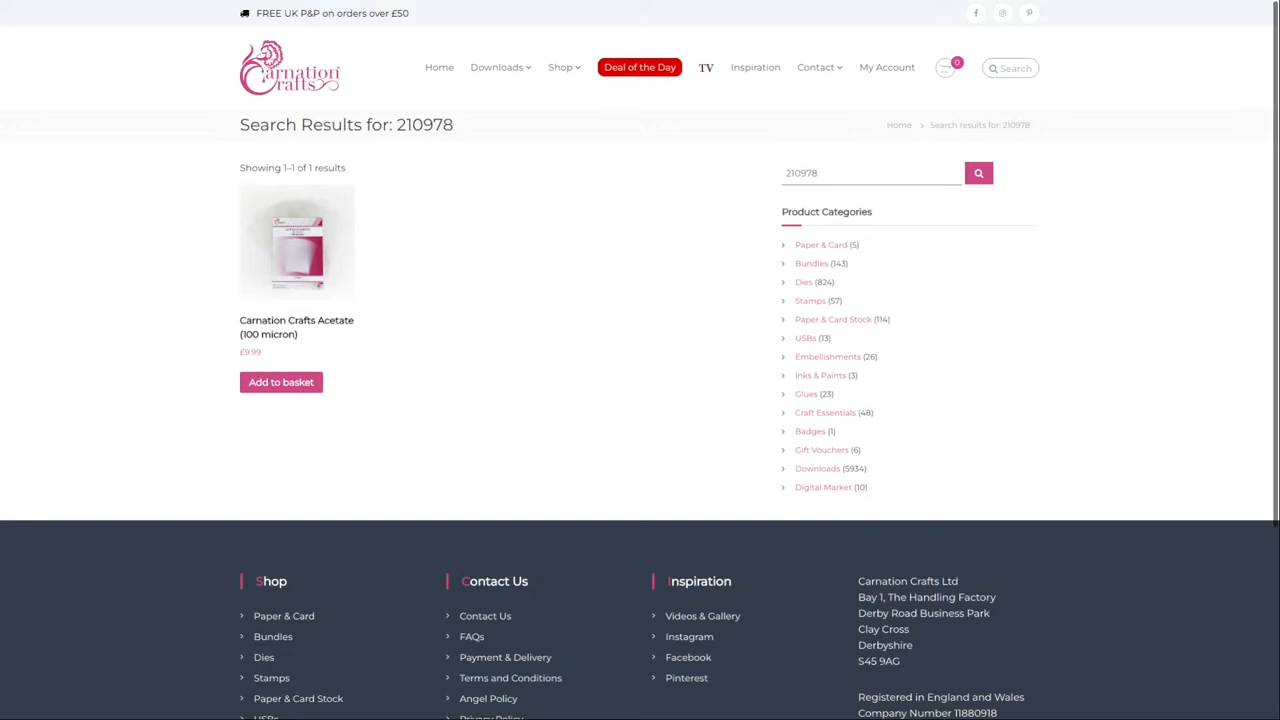 FREE UK P&P on orders over £50
Carnation
Crafts
Home
Downloads
Shop
Deal of the Day
TV
Inspiration
Contact
My Account
0
Search
Search Results for: 210978
Home
Search results for: 210978
Showing 1–1 of 1 results
210978
Product Categories
Paper & Card (5)
Bundles (143)
Dies (824)
Stamps (57)
Paper & Card Stock (114)
USBs (13)
Embellishments (26)
Inks & Paints (3)
Glues (23)
Craft Essentials (48)
Badges (1)
Gift Vouchers (6)
Downloads (5934)
Digital Market (10)
Carnation Crafts Acetate
(100 micron)
£9.99
Add to basket
Shop
Paper & Card
Bundles
Dies
Stamps
Paper & Card Stock
USBs
Contact Us
Contact Us
FAQs
Payment & Delivery
Terms and Conditions
Angel Policy
Privacy Policy
Inspiration
Videos & Gallery
Instagram
Facebook
Pinterest
Carnation Crafts Ltd
Bay 1, The Handling Factory
Derby Road Business Park
Clay Cross
Derbyshire
S45 9AG
Registered in England and Wales
Company Number 11880918